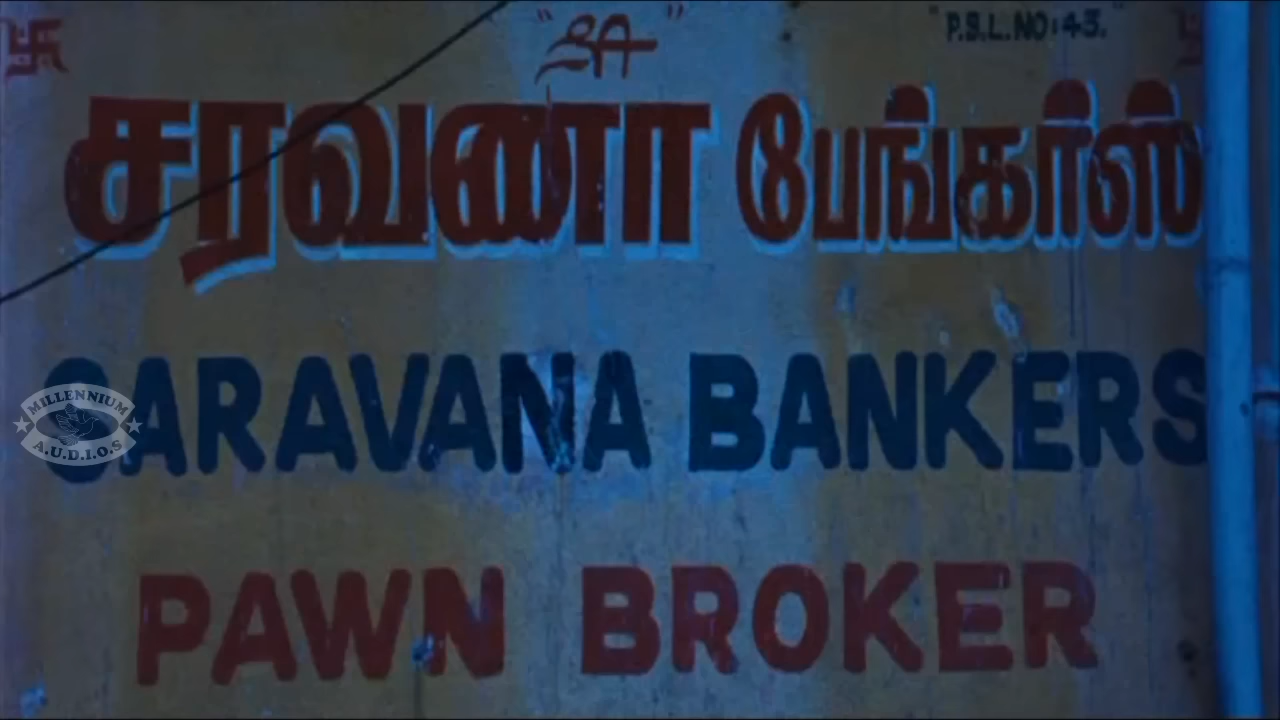 "உ"
"P.B.L.NO:43."
சரவணா பேங்கர்ஸ்
SARAVANA BANKERS
MILLENNIUM
A.U.D.I.O.S
PAWN BROKER